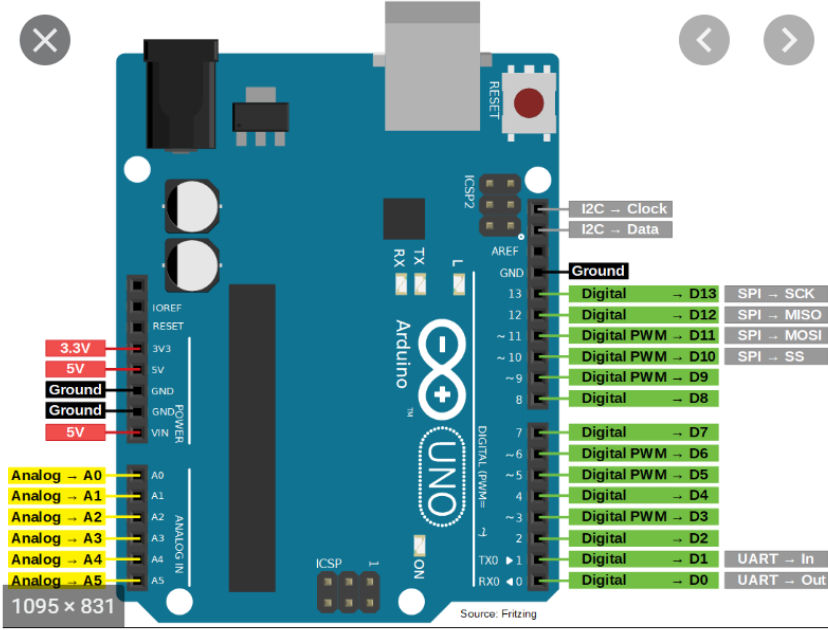 RESET
ICSP2
I2C → Clock
I2C → Data
AREF
GND
Ground
RX
TX
L
13
Digital → D13
SPI → SCK
12
Digital → D12
SPI → MISO
~11
Digital PWM → D11
SPI → MOSI
~10
Digital PWM → D10
SPI → SS
~9
Digital PWM → D9
8
Digital → D8
IOREF
RESET
3.3V
3V3
5V
5V
Ground
GND
Ground
GND
5V
VIN
POWER
Arduino
TM
UNO
DIGITAL (PWM= ~)
7
Digital → D7
~6
Digital PWM → D6
~5
Digital PWM → D5
4
Digital → D4
~3
Digital PWM → D3
2
Digital → D2
TX0 ▶ 1
Digital → D1
UART → In
RX0 ◀ 0
Digital → D0
UART → Out
Analog → A0
A0
Analog → A1
A1
Analog → A2
A2
Analog → A3
A3
Analog → A4
A4
Analog → A5
A5
ANALOG IN
ICSP
1
ON
1095 × 831
Source: Fritzing